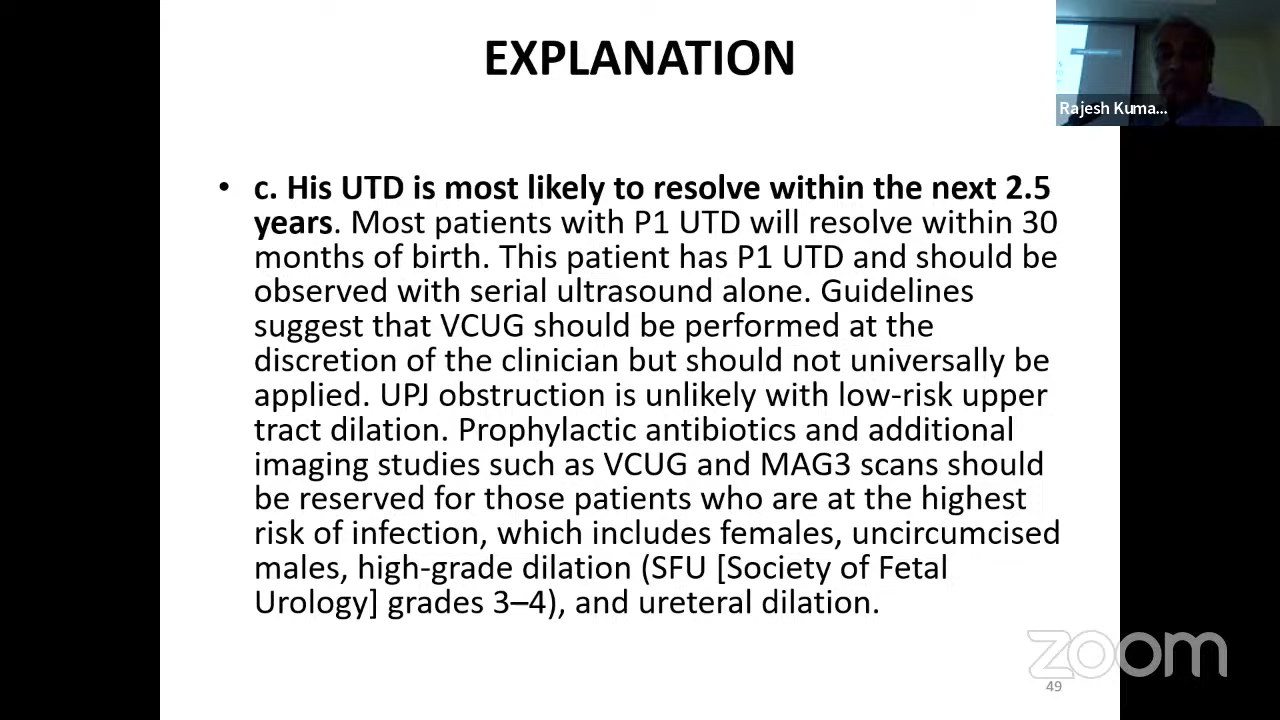 EXPLANATION
Rajesh Kuma...
• c. His UTD is most likely to resolve within the next 2.5
years. Most patients with P1 UTD will resolve within 30
months of birth. This patient has P1 UTD and should be
observed with serial ultrasound alone. Guidelines
suggest that VCUG should be performed at the
discretion of the clinician but should not universally be
applied. UPJ obstruction is unlikely with low-risk upper
tract dilation. Prophylactic antibiotics and additional
imaging studies such as VCUG and MAG3 scans should
be reserved for those patients who are at the highest
risk of infection, which includes females, uncircumcised
males, high-grade dilation (SFU [Society of Fetal
Urology] grades 3–4), and ureteral dilation.
zoom
49